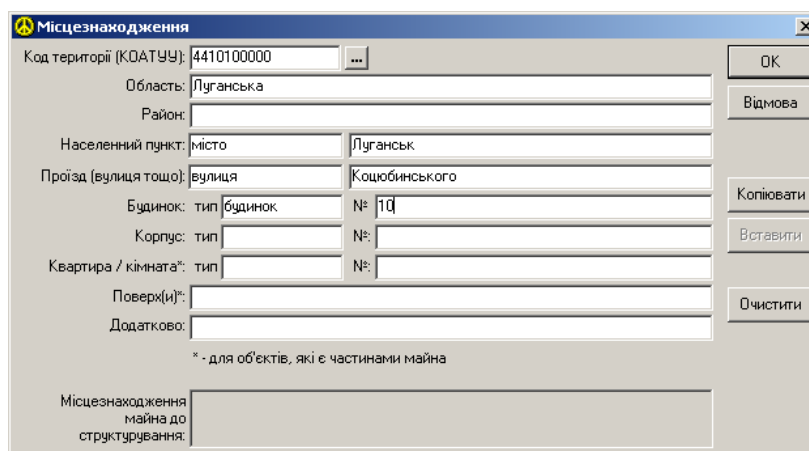 Місцезнаходження
Код території (КОАТУУ): 4410100000 ... ОК
Область: Луганська
Відмова
Район:
Населенний пункт: місто Луганськ
Проїзд (вулиця тощо): вулиця Коцюбинського
Копіювати
Будинок: тип будинок № 10
Корпус: тип №:
Вставити
Квартира / кімната*: тип №:
Поверх(и)*:
Очистити
Додатково:
* - для об'єктів, які є частинами майна
Місцезнаходження
майна до
структурування: